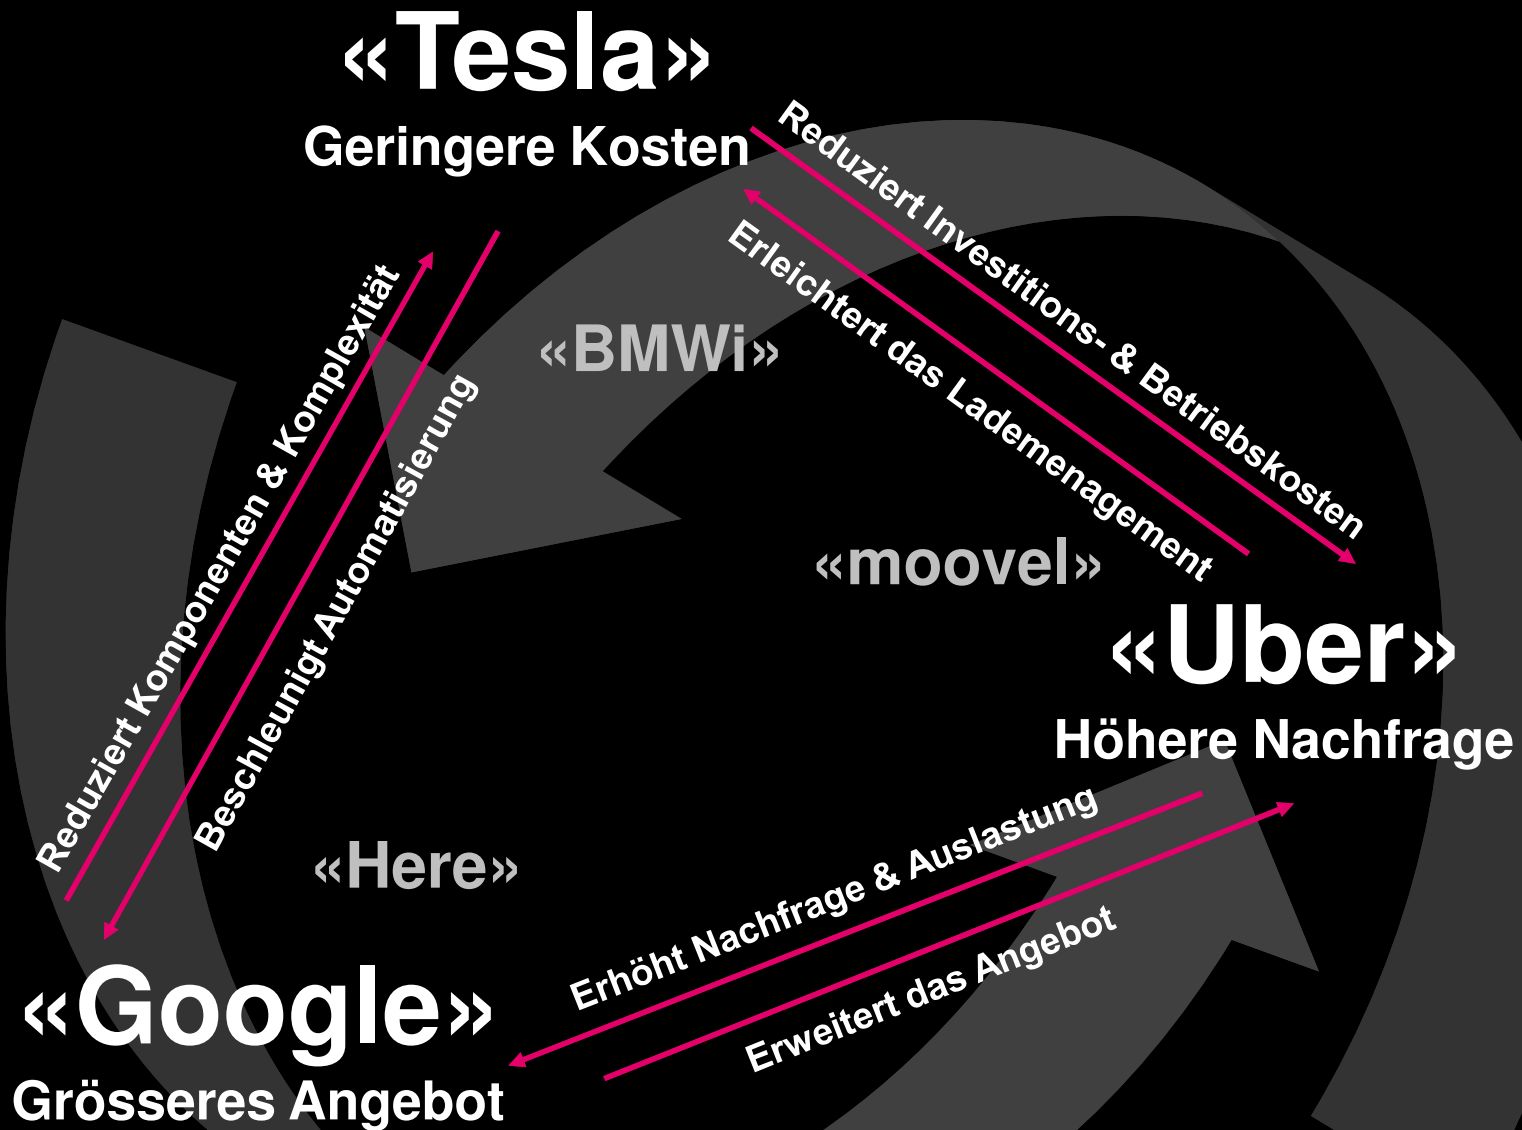 «Tesla»
Geringere Kosten
Reduziert Investitions- & Betriebskosten
Erleichtert das Lademenagement
Reduziert Komponenten & Komplexität
Beschleunigt Automatisierung
«BMWi»
«moovel»
«Uber»
Höhere Nachfrage
«Here»
Erhöht Nachfrage & Auslastung
Erweitert das Angebot
«Google»
Grösseres Angebot